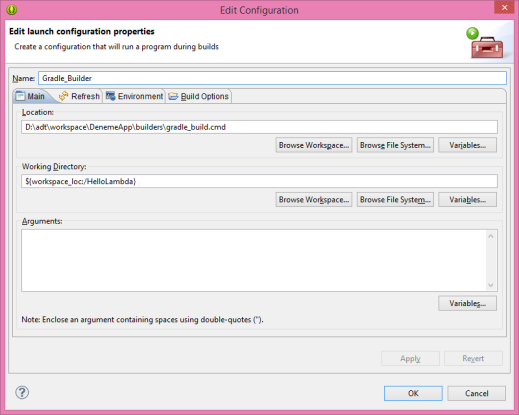 Edit Configuration
Edit launch configuration properties
Create a configuration that will run a program during builds
Name: Gradle_Builder
Main Refresh Environment Build Options
Location:
D:\adt\workspace\DenemeApp\builders\gradle_build.cmd
Browse Workspace... Browse File System... Variables...
Working Directory:
${workspace_loc:/HelloLambda}
Browse Workspace... Browse File System... Variables...
Arguments:
Variables...
Note: Enclose an argument containing spaces using double-quotes (").
Apply Revert
OK Cancel